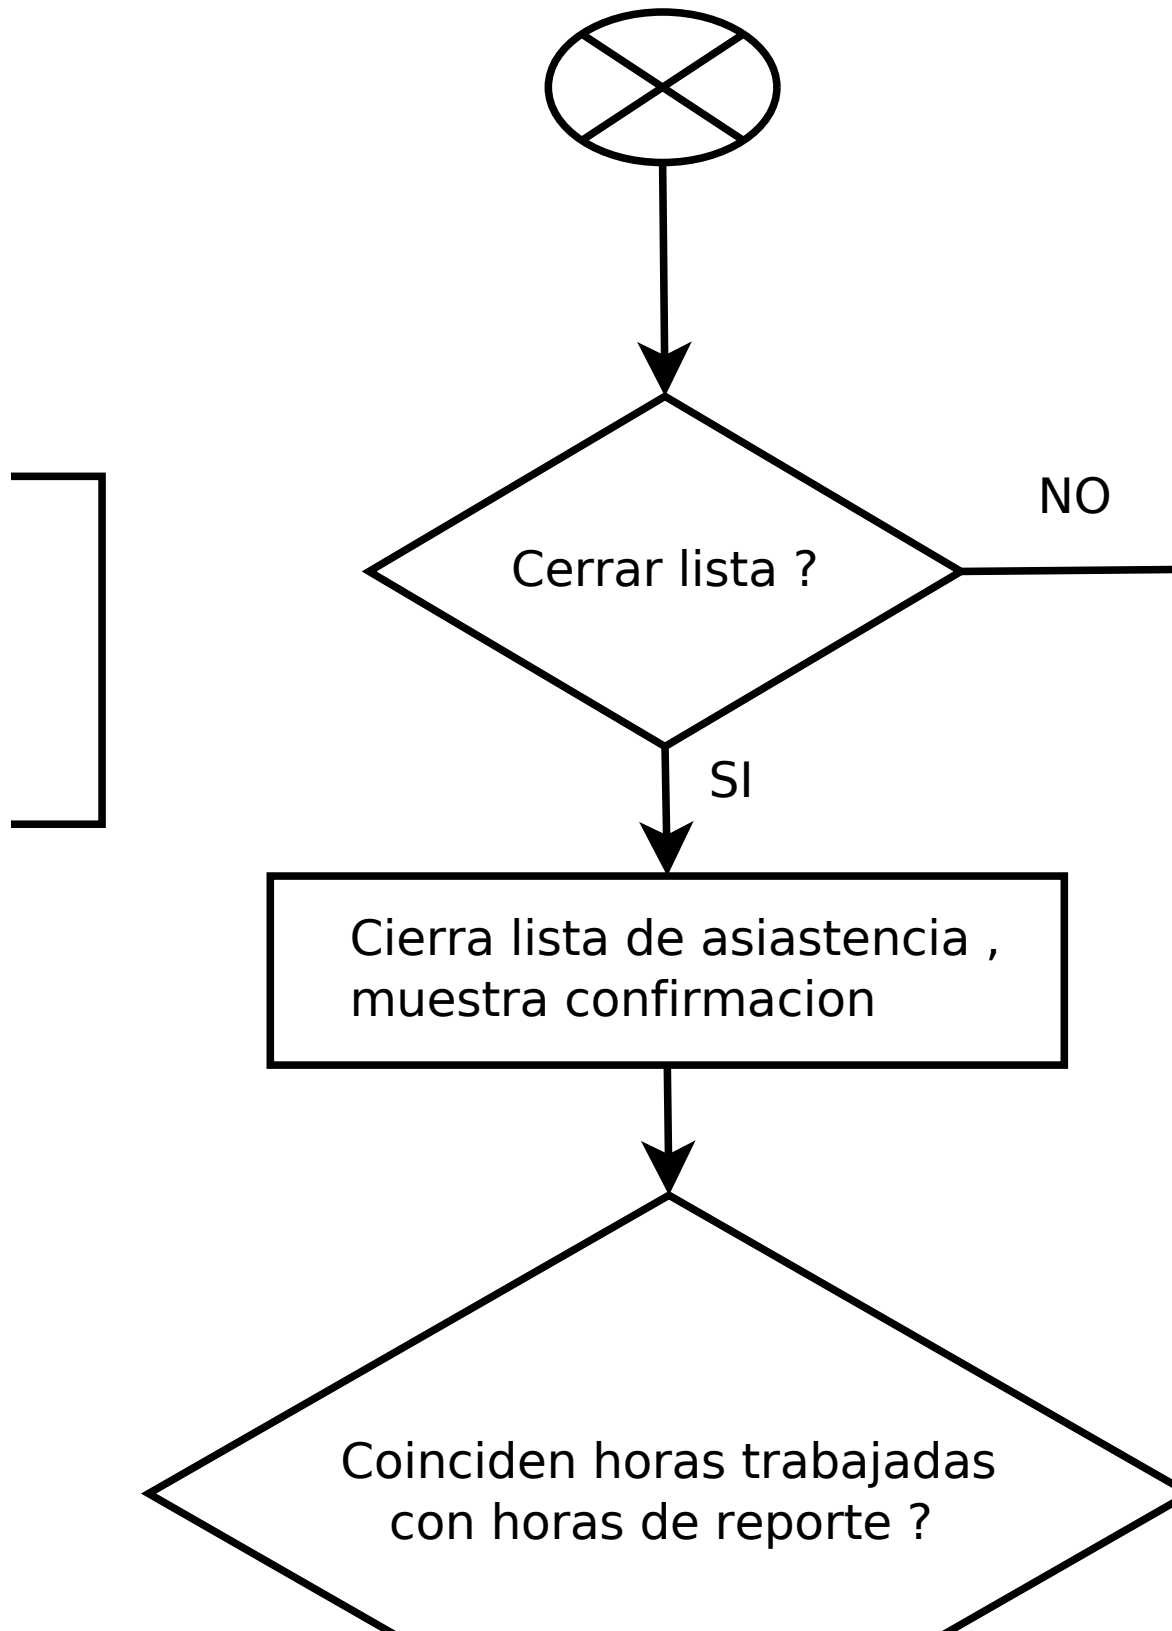 NO
Cerrar lista ?
SI
Cierra lista de asiastencia ,
muestra confirmacion
Coinciden horas trabajadas
con horas de reporte ?